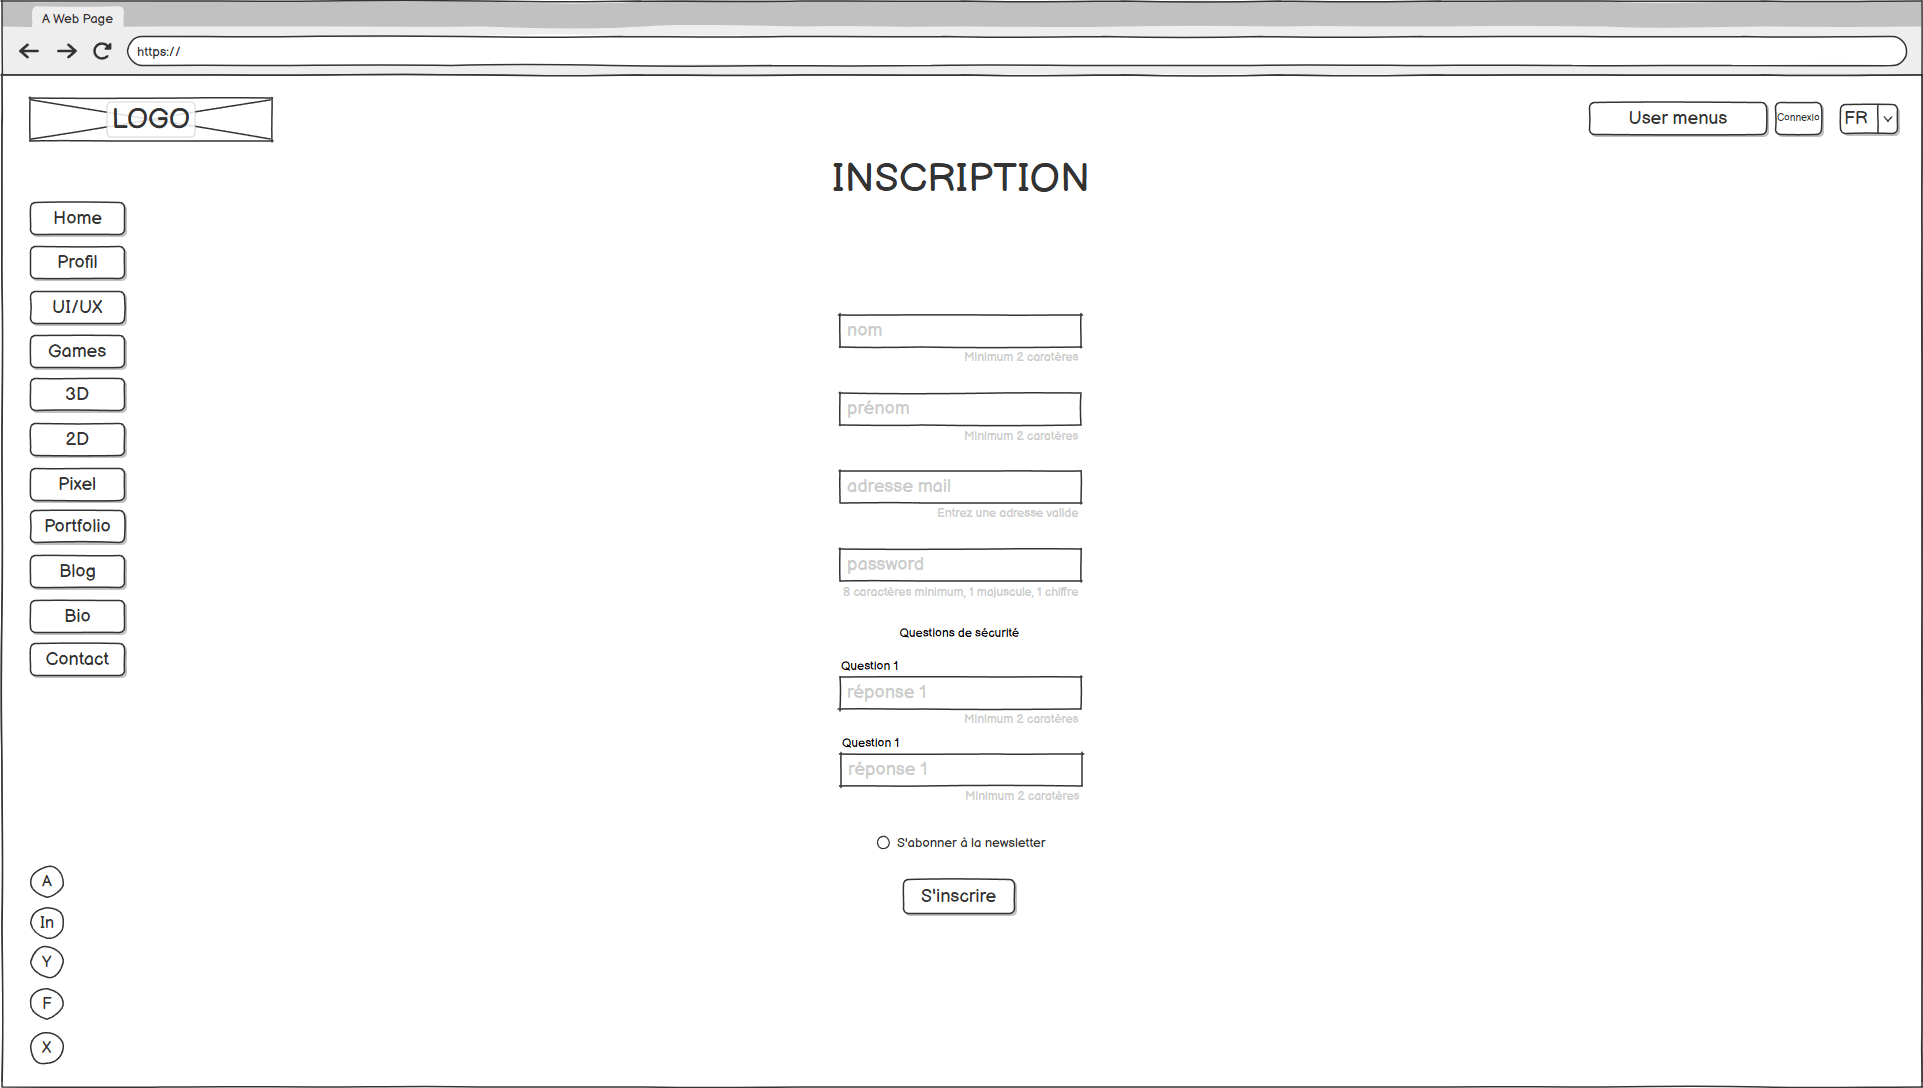 A Web Page
https://
LOGO
User menus
Connexio
FR
INSCRIPTION
Home
Profil
UI/UX
Games
3D
2D
Pixel
Portfolio
Blog
Bio
Contact
nom
Minimum 2 caratères
prénom
Minimum 2 caratères
adresse mail
Entrez une adresse valide
password
8 caractères minimum, 1 majuscule, 1 chiffre
Questions de sécurité
Question 1
réponse 1
Minimum 2 caratères
Question 1
réponse 1
Minimum 2 caratères
S'abonner à la newsletter
S'inscrire
A
In
Y
F
X